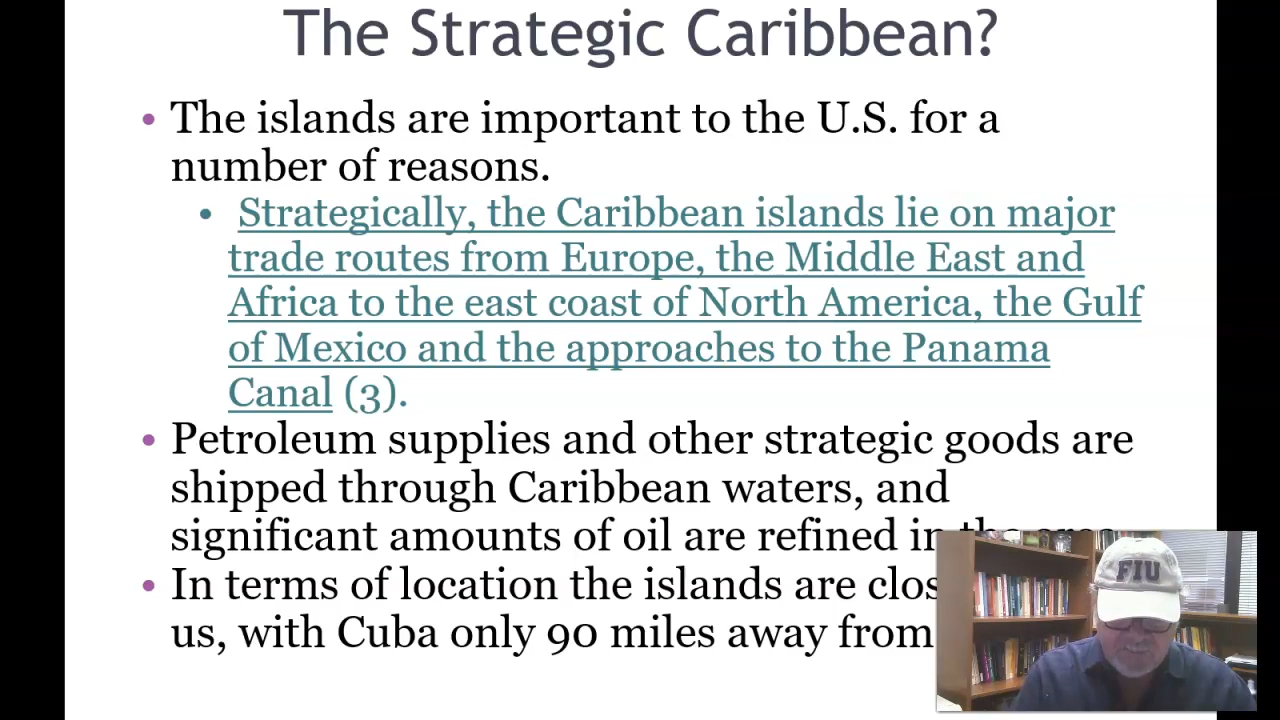 The Strategic Caribbean?
• The islands are important to the U.S. for a
number of reasons.
• Strategically, the Caribbean islands lie on major
trade routes from Europe, the Middle East and
Africa to the east coast of North America, the Gulf
of Mexico and the approaches to the Panama
Canal (3).
• Petroleum supplies and other strategic goods are
shipped through Caribbean waters, and
significant amounts of oil are refined in the area
• In terms of location the islands are
us, with Cuba only 90 miles away from
FIU